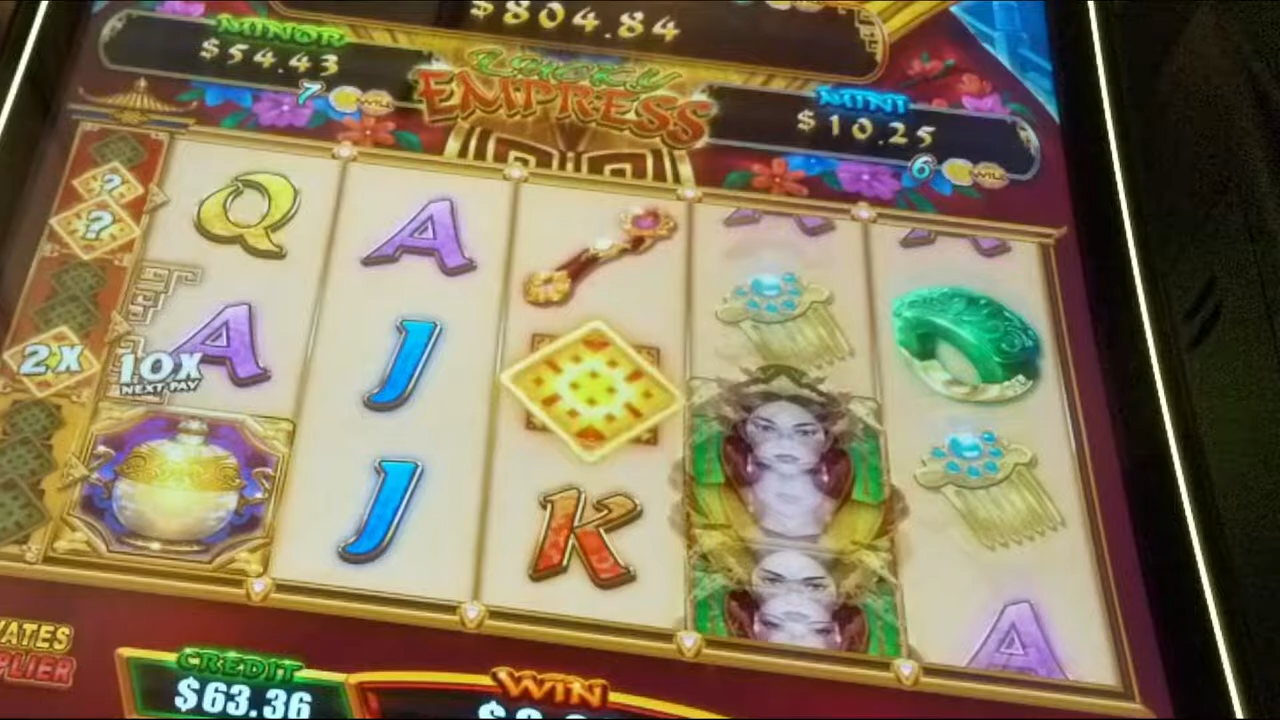 $804.84
MINOR
$54.43
7 WILD
LUCKY
EMPRESS
MINI
$10.25
6 WILD
?
?
2X
10X
NEXT PAY
Q
A
A
J
J
K
A
CREDIT
$63.36
WIN